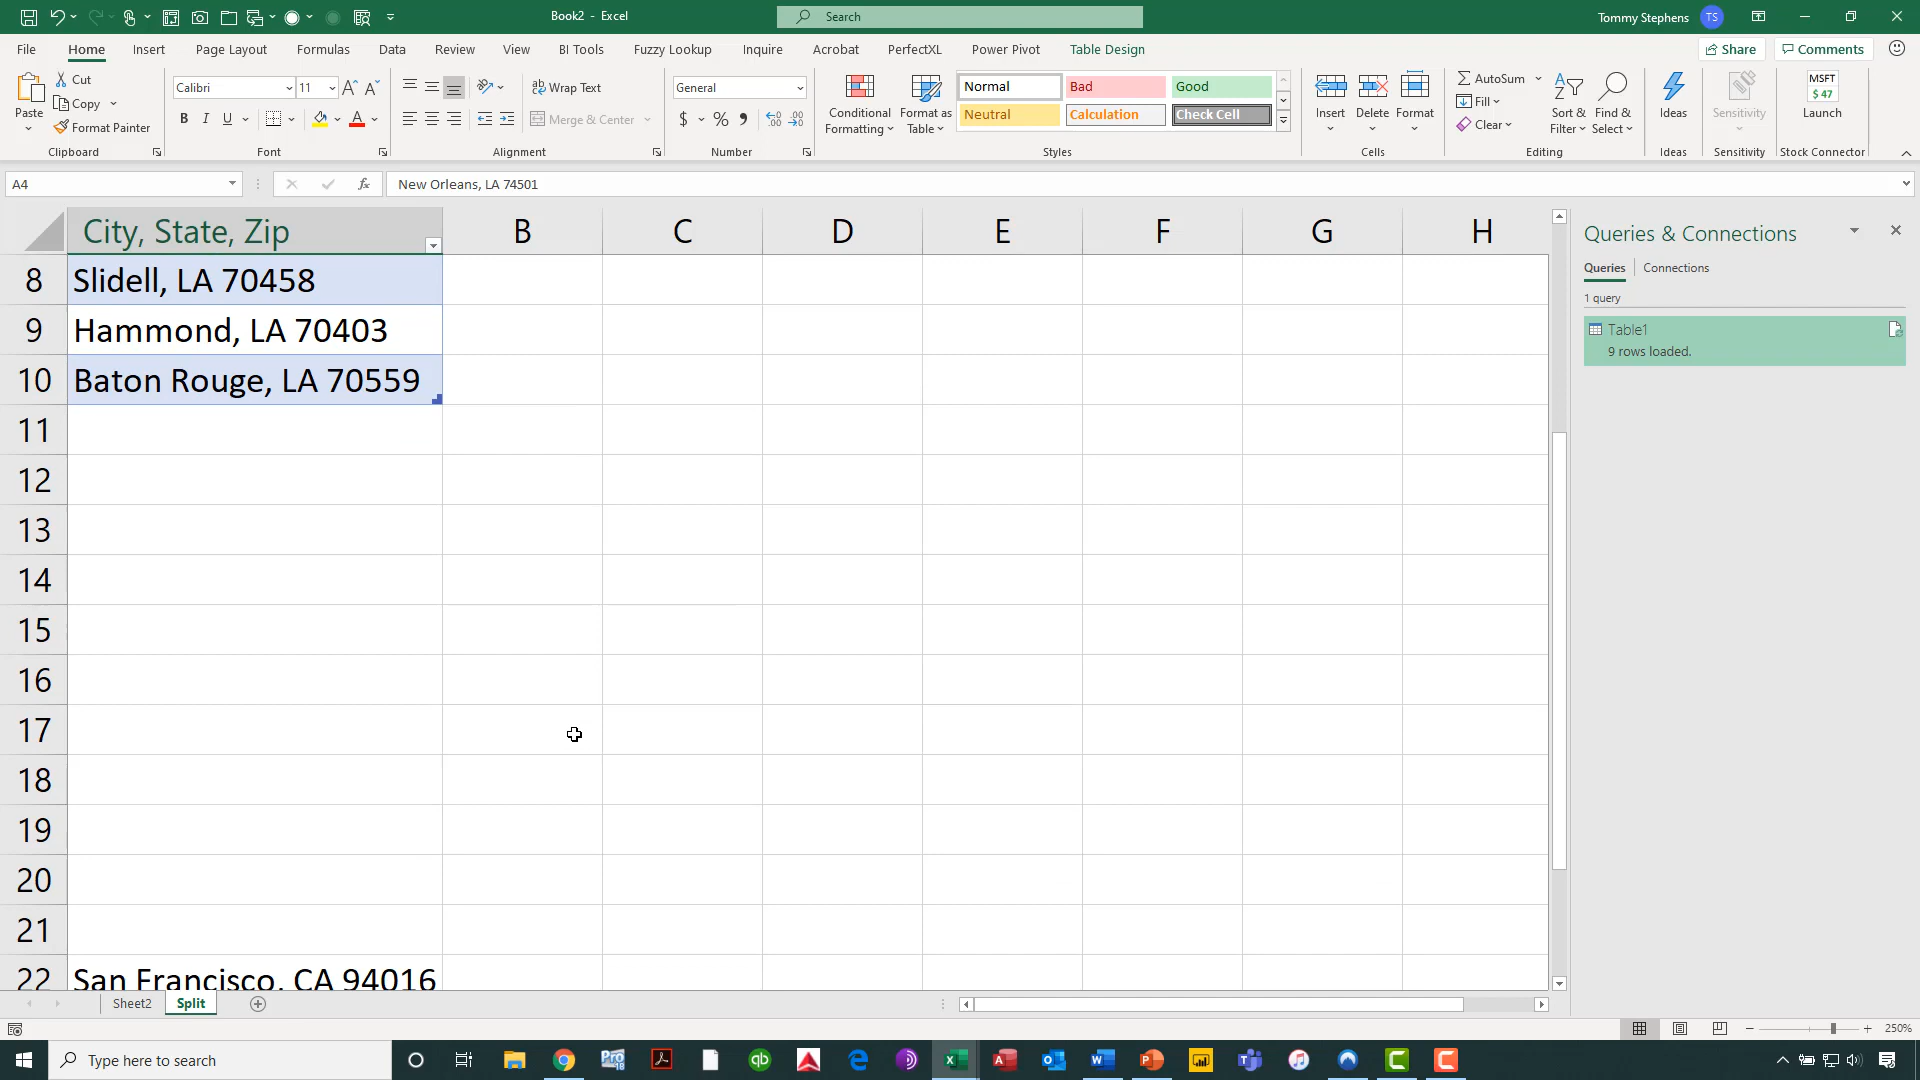 Book2 - Excel
Search
Tommy Stephens
TS
File Home Insert Page Layout Formulas Data Review View BI Tools Fuzzy Lookup Inquire Acrobat PerfectXL Power Pivot Table Design
Share
Comments
Paste
Cut
Copy
Format Painter
Clipboard
Calibri
11
B I U
Font
Wrap Text
Merge & Center
Alignment
General
$ % 9
Number
Conditional Formatting
Format as Table
Normal Bad Good
Neutral Calculation Check Cell
Styles
Insert Delete Format
Cells
AutoSum
Fill
Clear
Sort & Filter
Find & Select
Editing
Ideas
Ideas
Sensitivity
Sensitivity
MSFT
$ 47
Launch
Stock Connector
A4
fx
New Orleans, LA 74501
City, State, Zip B C D E F G H
8 Slidell, LA 70458
9 Hammond, LA 70403
10 Baton Rouge, LA 70559
11
12
13
14
15
16
17
18
19
20
21
22 San Francisco, CA 94016
Queries & Connections
Queries Connections
1 query
Table1
9 rows loaded.
Sheet2 Split
250%
Type here to search